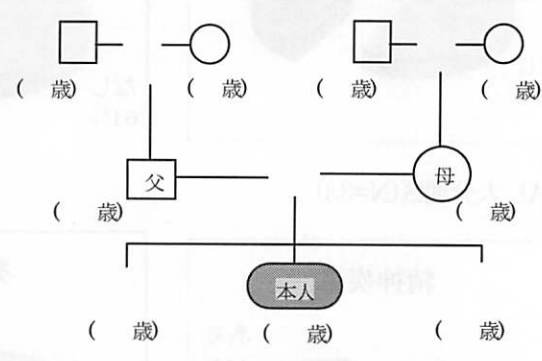 ( 歳) ( 歳) ( 歳) ( 歳)
父 母
( 歳) ( 歳)
本人
( 歳) ( 歳) ( 歳)